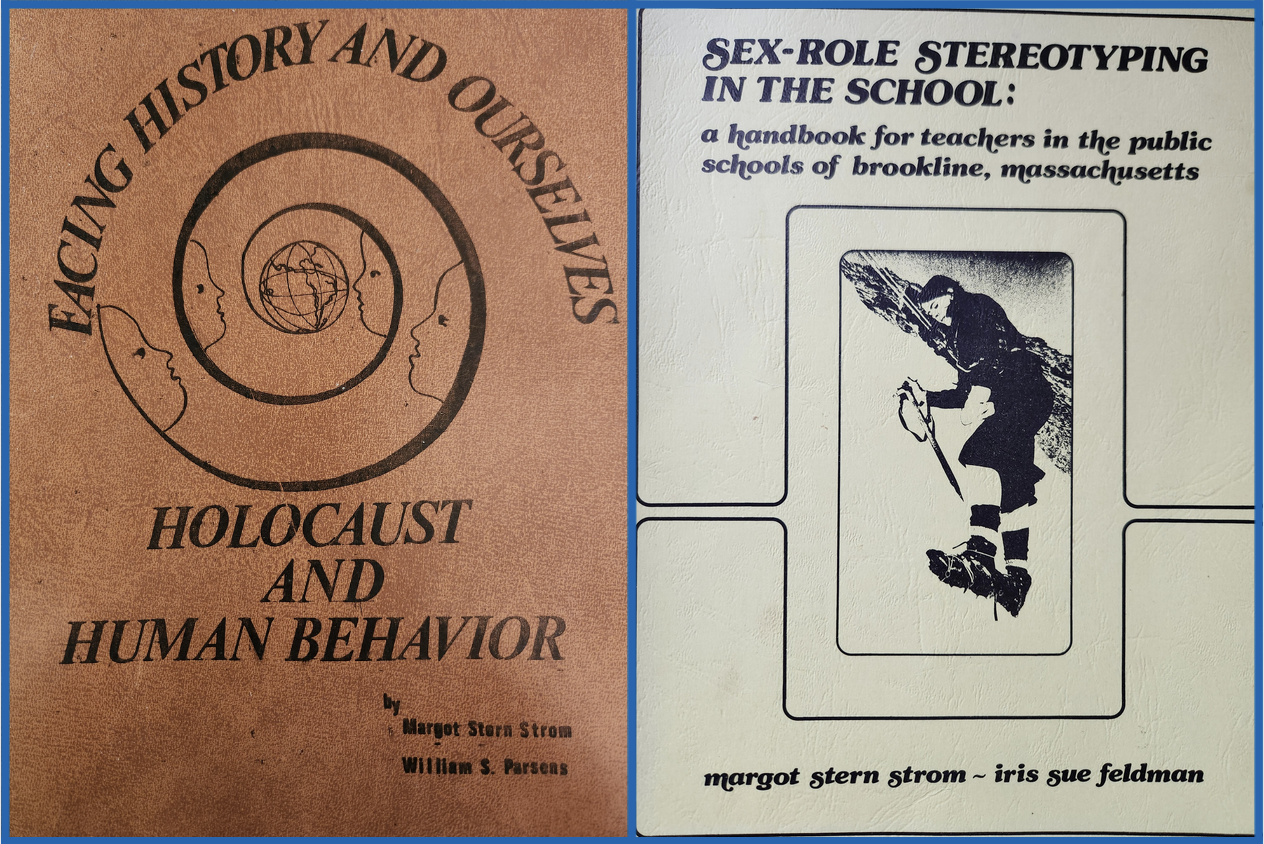 FACING HISTORY AND OURSELVES
HOLOCAUST
AND
HUMAN BEHAVIOR
by
Margot Stern Strom
William S. Parsons
SEX-ROLE STEREOTYPING
IN THE SCHOOL:
a handbook for teachers in the public
schools of brookline, massachusetts
margot stern strom ~ iris sue feldman